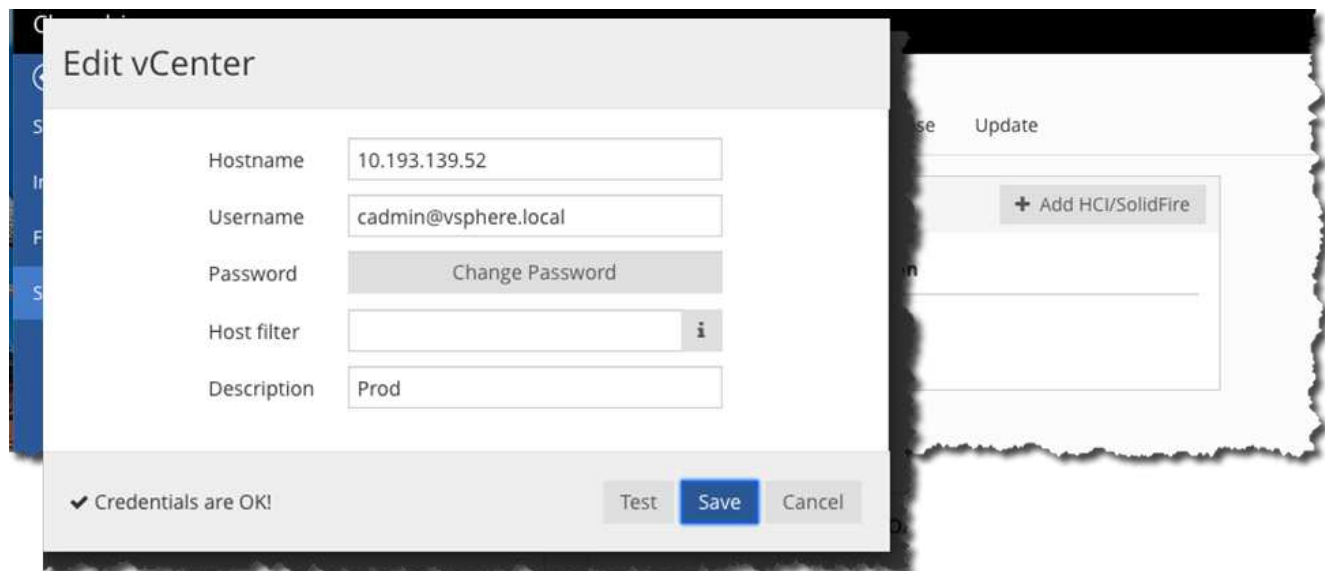 Edit vCenter
Update
Hostname 10.193.139.52
+ Add HCI/SolidFire
Username cadmin@vsphere.local
Password Change Password
Host filter i
Description Prod
✔ Credentials are OK! Test Save Cancel